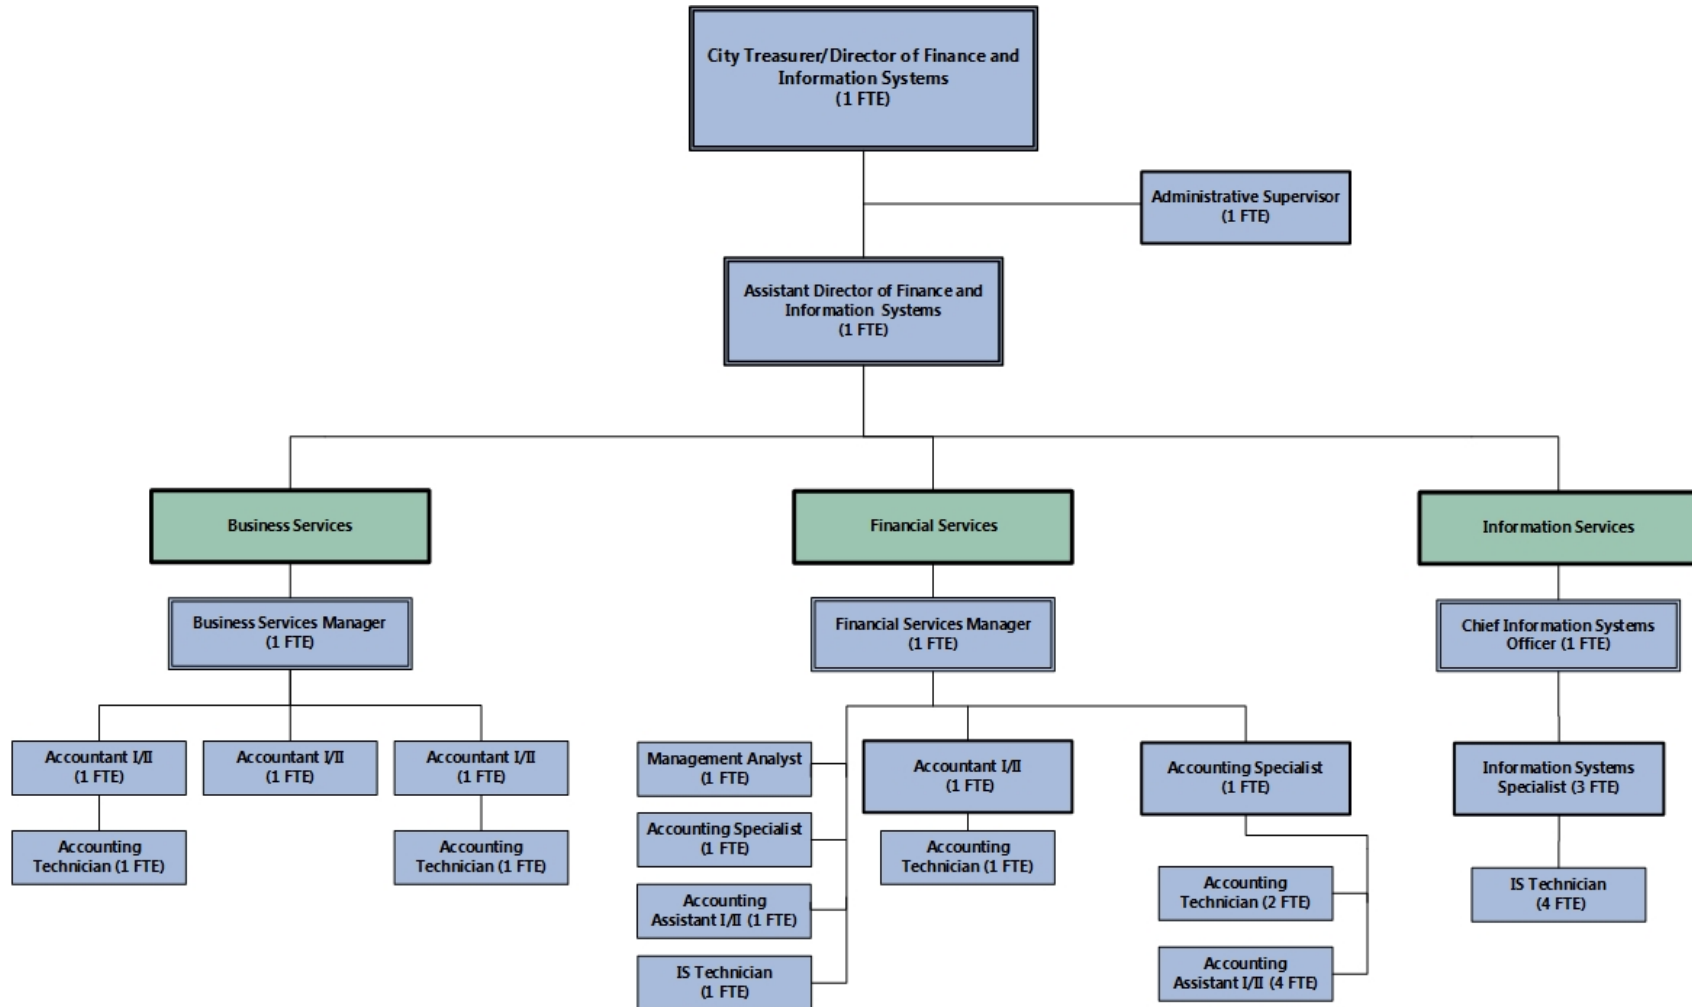 City Treasurer/Director of Finance and
Information Systems
(1 FTE)
Administrative Supervisor
(1 FTE)
Assistant Director of Finance and
Information Systems
(1 FTE)
Business Services
Financial Services
Information Services
Business Services Manager
(1 FTE)
Financial Services Manager
(1 FTE)
Chief Information Systems
Officer (1 FTE)
Accountant I/II
(1 FTE)
Accountant I/II
(1 FTE)
Accountant I/II
(1 FTE)
Accounting
Technician (1 FTE)
Accounting
Technician (1 FTE)
Management Analyst
(1 FTE)
Accounting Specialist
(1 FTE)
Accounting
Assistant I/II (1 FTE)
IS Technician
(1 FTE)
Accountant I/II
(1 FTE)
Accounting
Technician (1 FTE)
Accounting Specialist
(1 FTE)
Accounting
Technician (2 FTE)
Accounting
Assistant I/II (4 FTE)
Information Systems
Specialist (3 FTE)
IS Technician
(4 FTE)